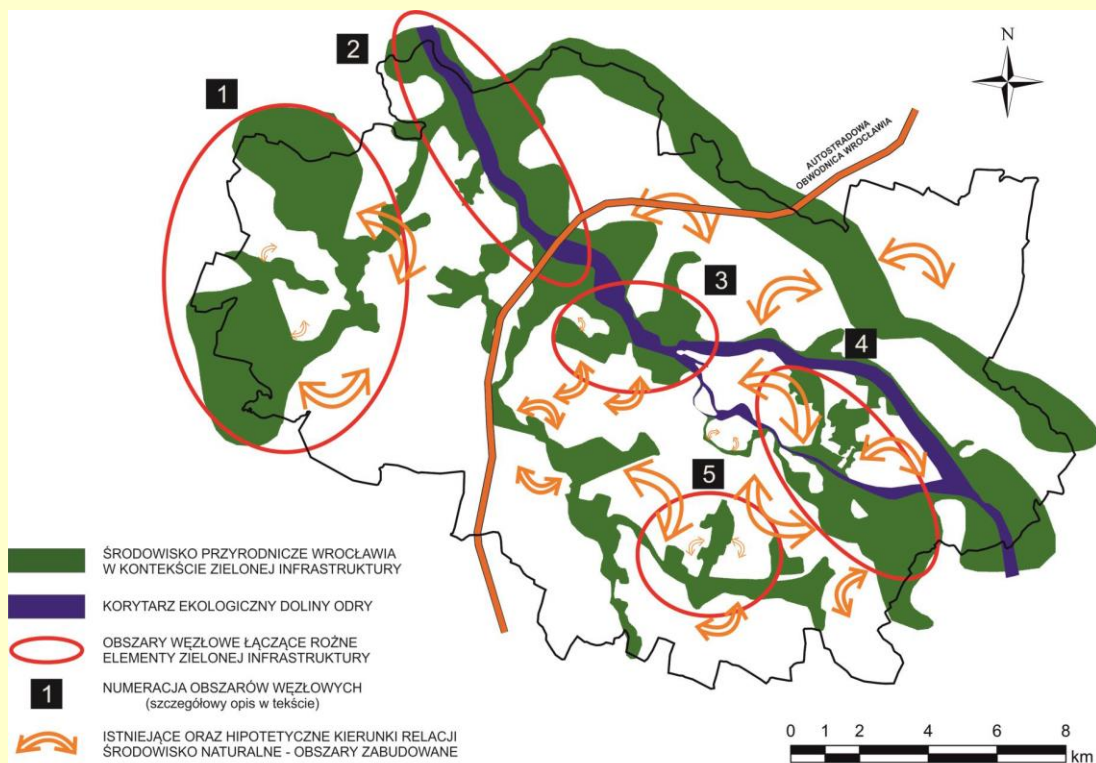 N
2
1
AUTOSTRADOWA
OBWODNICA WROCŁAWIA
3
4
5
ŚRODOWISKO PRZYRODNICZE WROCŁAWIA
W KONTEKŚCIE ZIELONEJ INFRASTRUKTURY
KORYTARZ EKOLOGICZNY DOLINY ODRY
OBSZARY WĘZŁOWE ŁĄCZĄCE ROŻNE
ELEMENTY ZIELONEJ INFRASTRUKTURY
1
NUMERACJA OBSZARÓW WĘZŁOWYCH
(szczegółowy opis w tekście)
ISTNIEJĄCE ORAZ HIPOTETYCZNE KIERUNKI RELACJI
ŚRODOWISKO NATURALNE - OBSZARY ZABUDOWANE
0 1 2 4 6 8
km